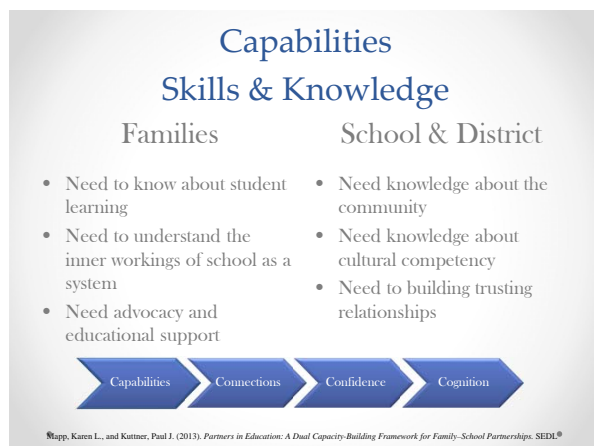 Capabilities
Skills & Knowledge
Families
• Need to know about student
learning
• Need to understand the
inner workings of school as a
system
• Need advocacy and
educational support
School & District
• Need knowledge about the
community
• Need knowledge about
cultural competency
• Need to building trusting
relationships
Capabilities
Connections
Confidence
Cognition
Mapp, Karen L., and Kuttner, Paul J. (2013). Partners in Education: A Dual Capacity-Building Framework for Family–School Partnerships. SEDL.